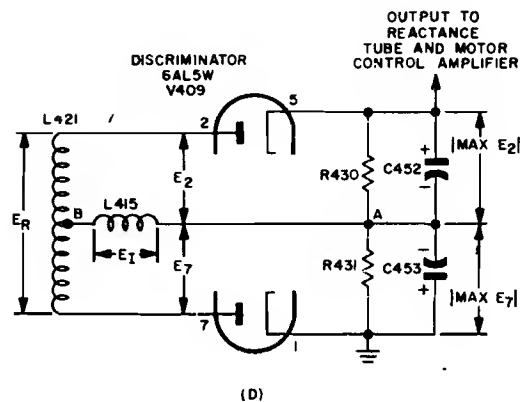 OUTPUT TO
REACTANCE
TUBE AND MOTOR
CONTROL AMPLIFIER
DISCRIMINATOR
6AL5W
V409
L421
2
5
E2
R430
C452
+
-
|MAX E2|
ER
B
L415
EI
A
E7
R431
C453
-
+
|MAX E7|
7
1
(D)